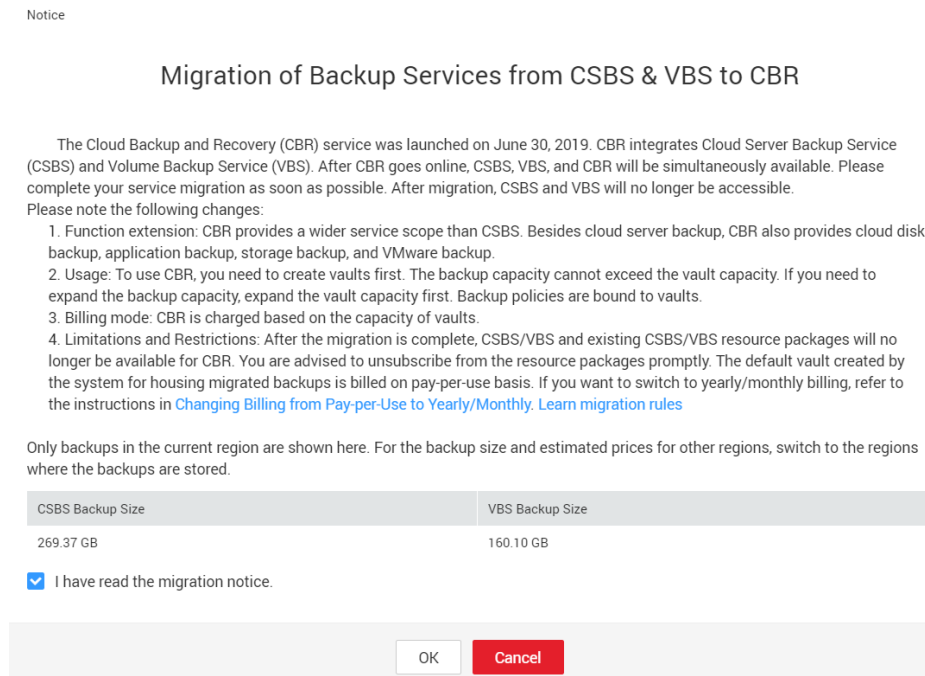 Notice
Migration of Backup Services from CSBS & VBS to CBR
The Cloud Backup and Recovery (CBR) service was launched on June 30, 2019. CBR integrates Cloud Server Backup Service
(CSBS) and Volume Backup Service (VBS). After CBR goes online, CSBS, VBS, and CBR will be simultaneously available. Please
complete your service migration as soon as possible. After migration, CSBS and VBS will no longer be accessible.
Please note the following changes:
1. Function extension: CBR provides a wider service scope than CSBS. Besides cloud server backup, CBR also provides cloud disk
backup, application backup, storage backup, and VMware backup.
2. Usage: To use CBR, you need to create vaults first. The backup capacity cannot exceed the vault capacity. If you need to
expand the backup capacity, expand the vault capacity first. Backup policies are bound to vaults.
3. Billing mode: CBR is charged based on the capacity of vaults.
4. Limitations and Restrictions: After the migration is complete, CSBS/VBS and existing CSBS/VBS resource packages will no
longer be available for CBR. You are advised to unsubscribe from the resource packages promptly. The default vault created by
the system for housing migrated backups is billed on pay-per-use basis. If you want to switch to yearly/monthly billing, refer to
the instructions in Changing Billing from Pay-per-Use to Yearly/Monthly. Learn migration rules
Only backups in the current region are shown here. For the backup size and estimated prices for other regions, switch to the regions
where the backups are stored.
CSBS Backup Size VBS Backup Size
269.37 GB 160.10 GB
I have read the migration notice.
OK Cancel